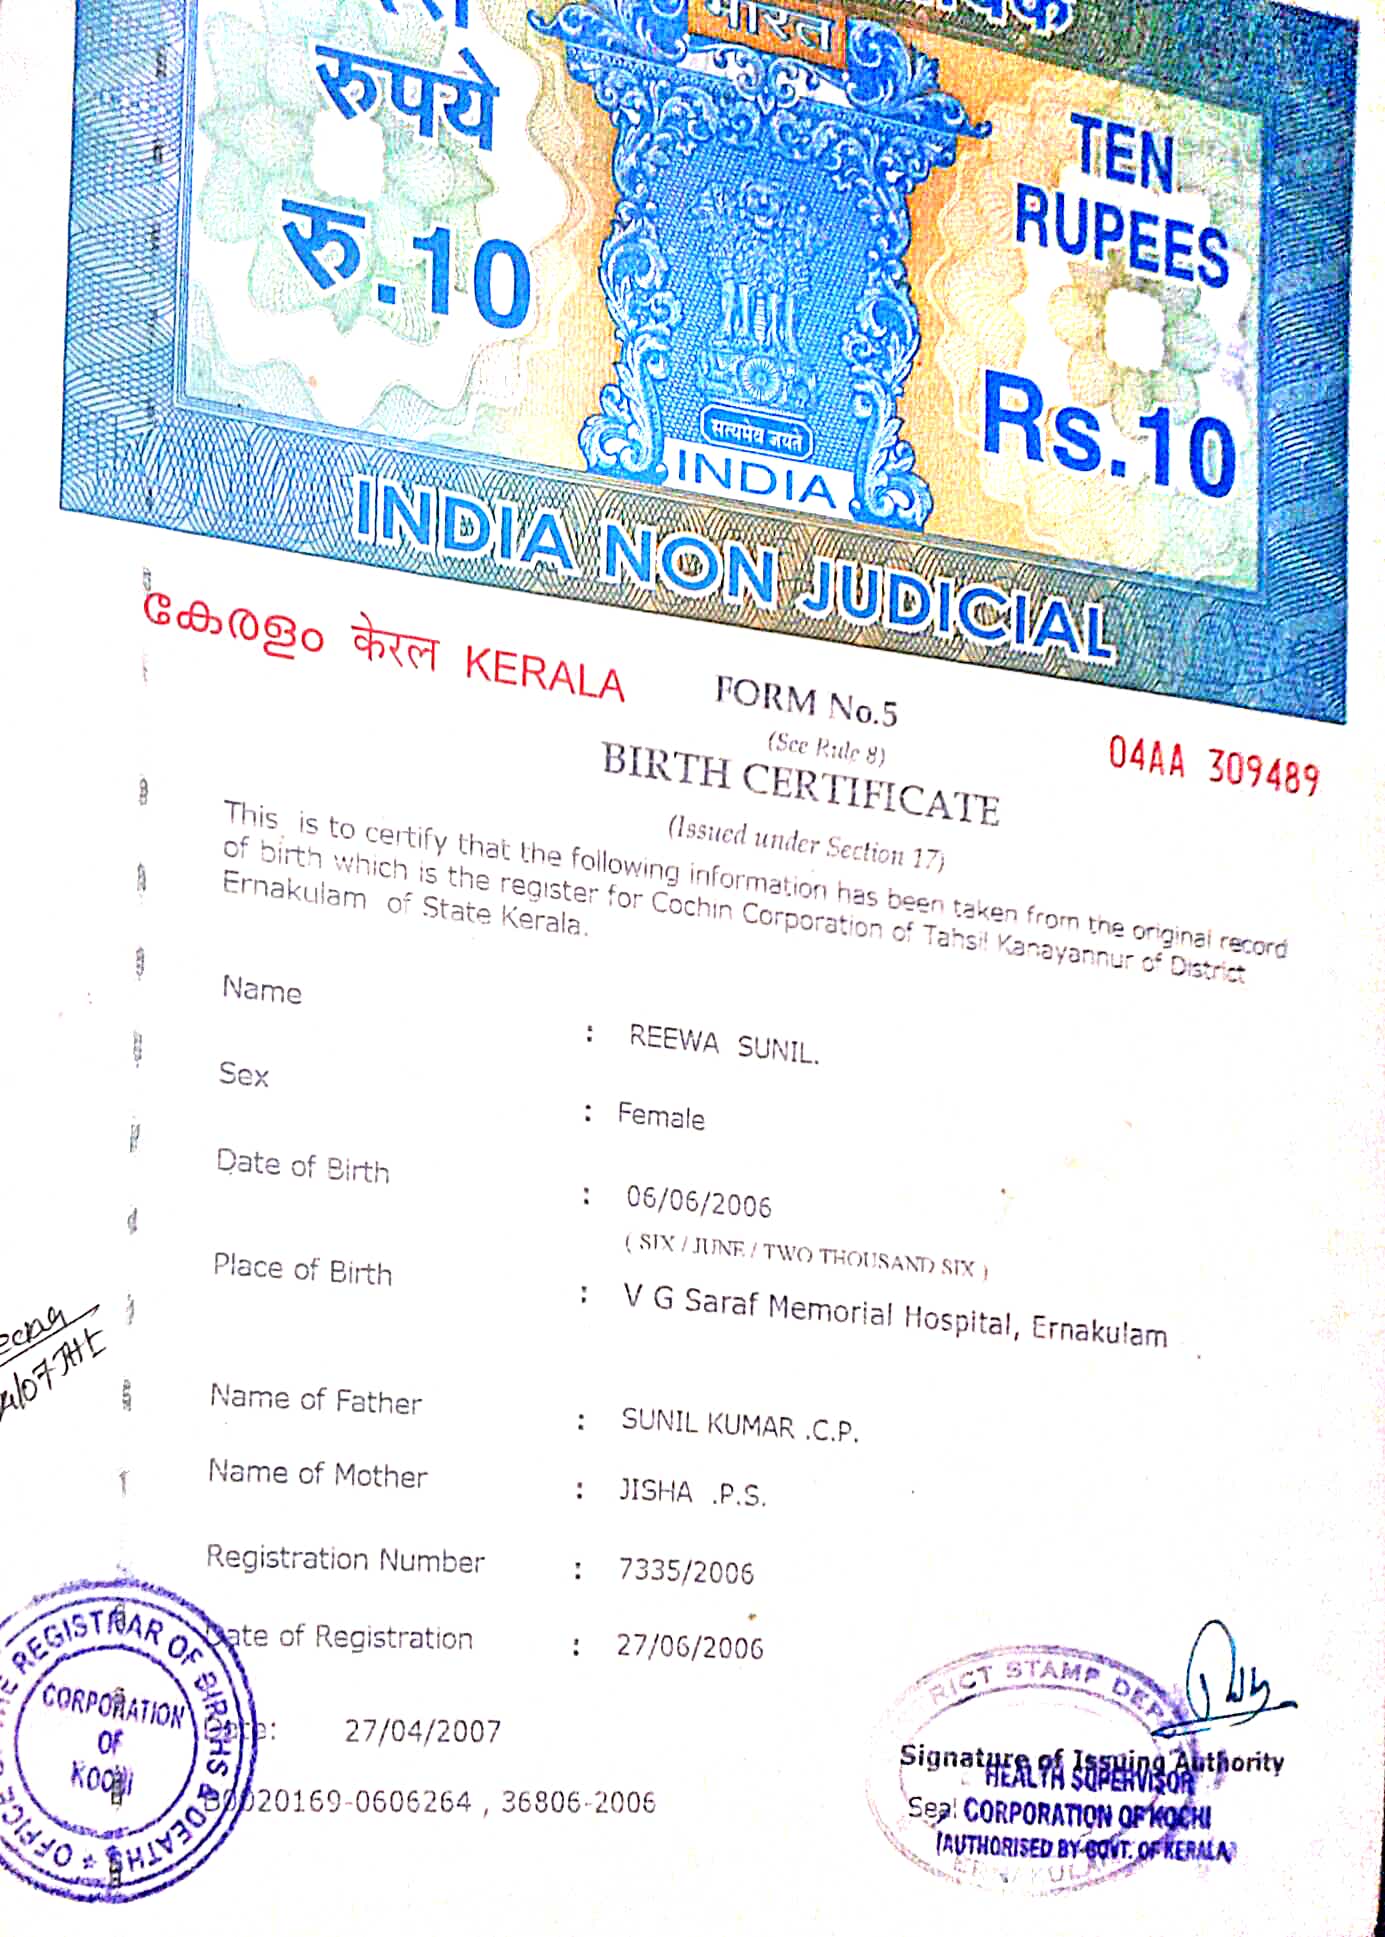 रुपये
भारत
रु.10
TEN
RUPEES
Rs.10
सत्यमेव जयते
INDIA
INDIA NON JUDICIAL
കേരളം केरल KERALA
04AA 309489
FORM No.5
(See Rule 8)
BIRTH CERTIFICATE
(Issued under Section 17)
This is to certify that the following information has been taken from the original record
of birth which is the register for Cochin Corporation of Tahsil Kanayannur of District
Ernakulam of State Kerala.
Name : REEWA SUNIL.
Sex : Female
Date of Birth : 06/06/2006
( SIX / JUNE / TWO THOUSAND SIX )
Place of Birth : V G Saraf Memorial Hospital, Ernakulam
Name of Father : SUNIL KUMAR .C.P.
Name of Mother : JISHA .P.S.
Registration Number : 7335/2006
Date of Registration : 27/06/2006
27/04/2007
20169-0606264 , 36806-2006
REGISTRAR OF BIRTHS & DEATHS
CORPORATION
OF
KOCHI
STAMP
Signature of Issuing Authority
HEALTH SUPERVISOR
Seal CORPORATION OF KOCHI
(AUTHORISED BY GOVT. OF KERALA)